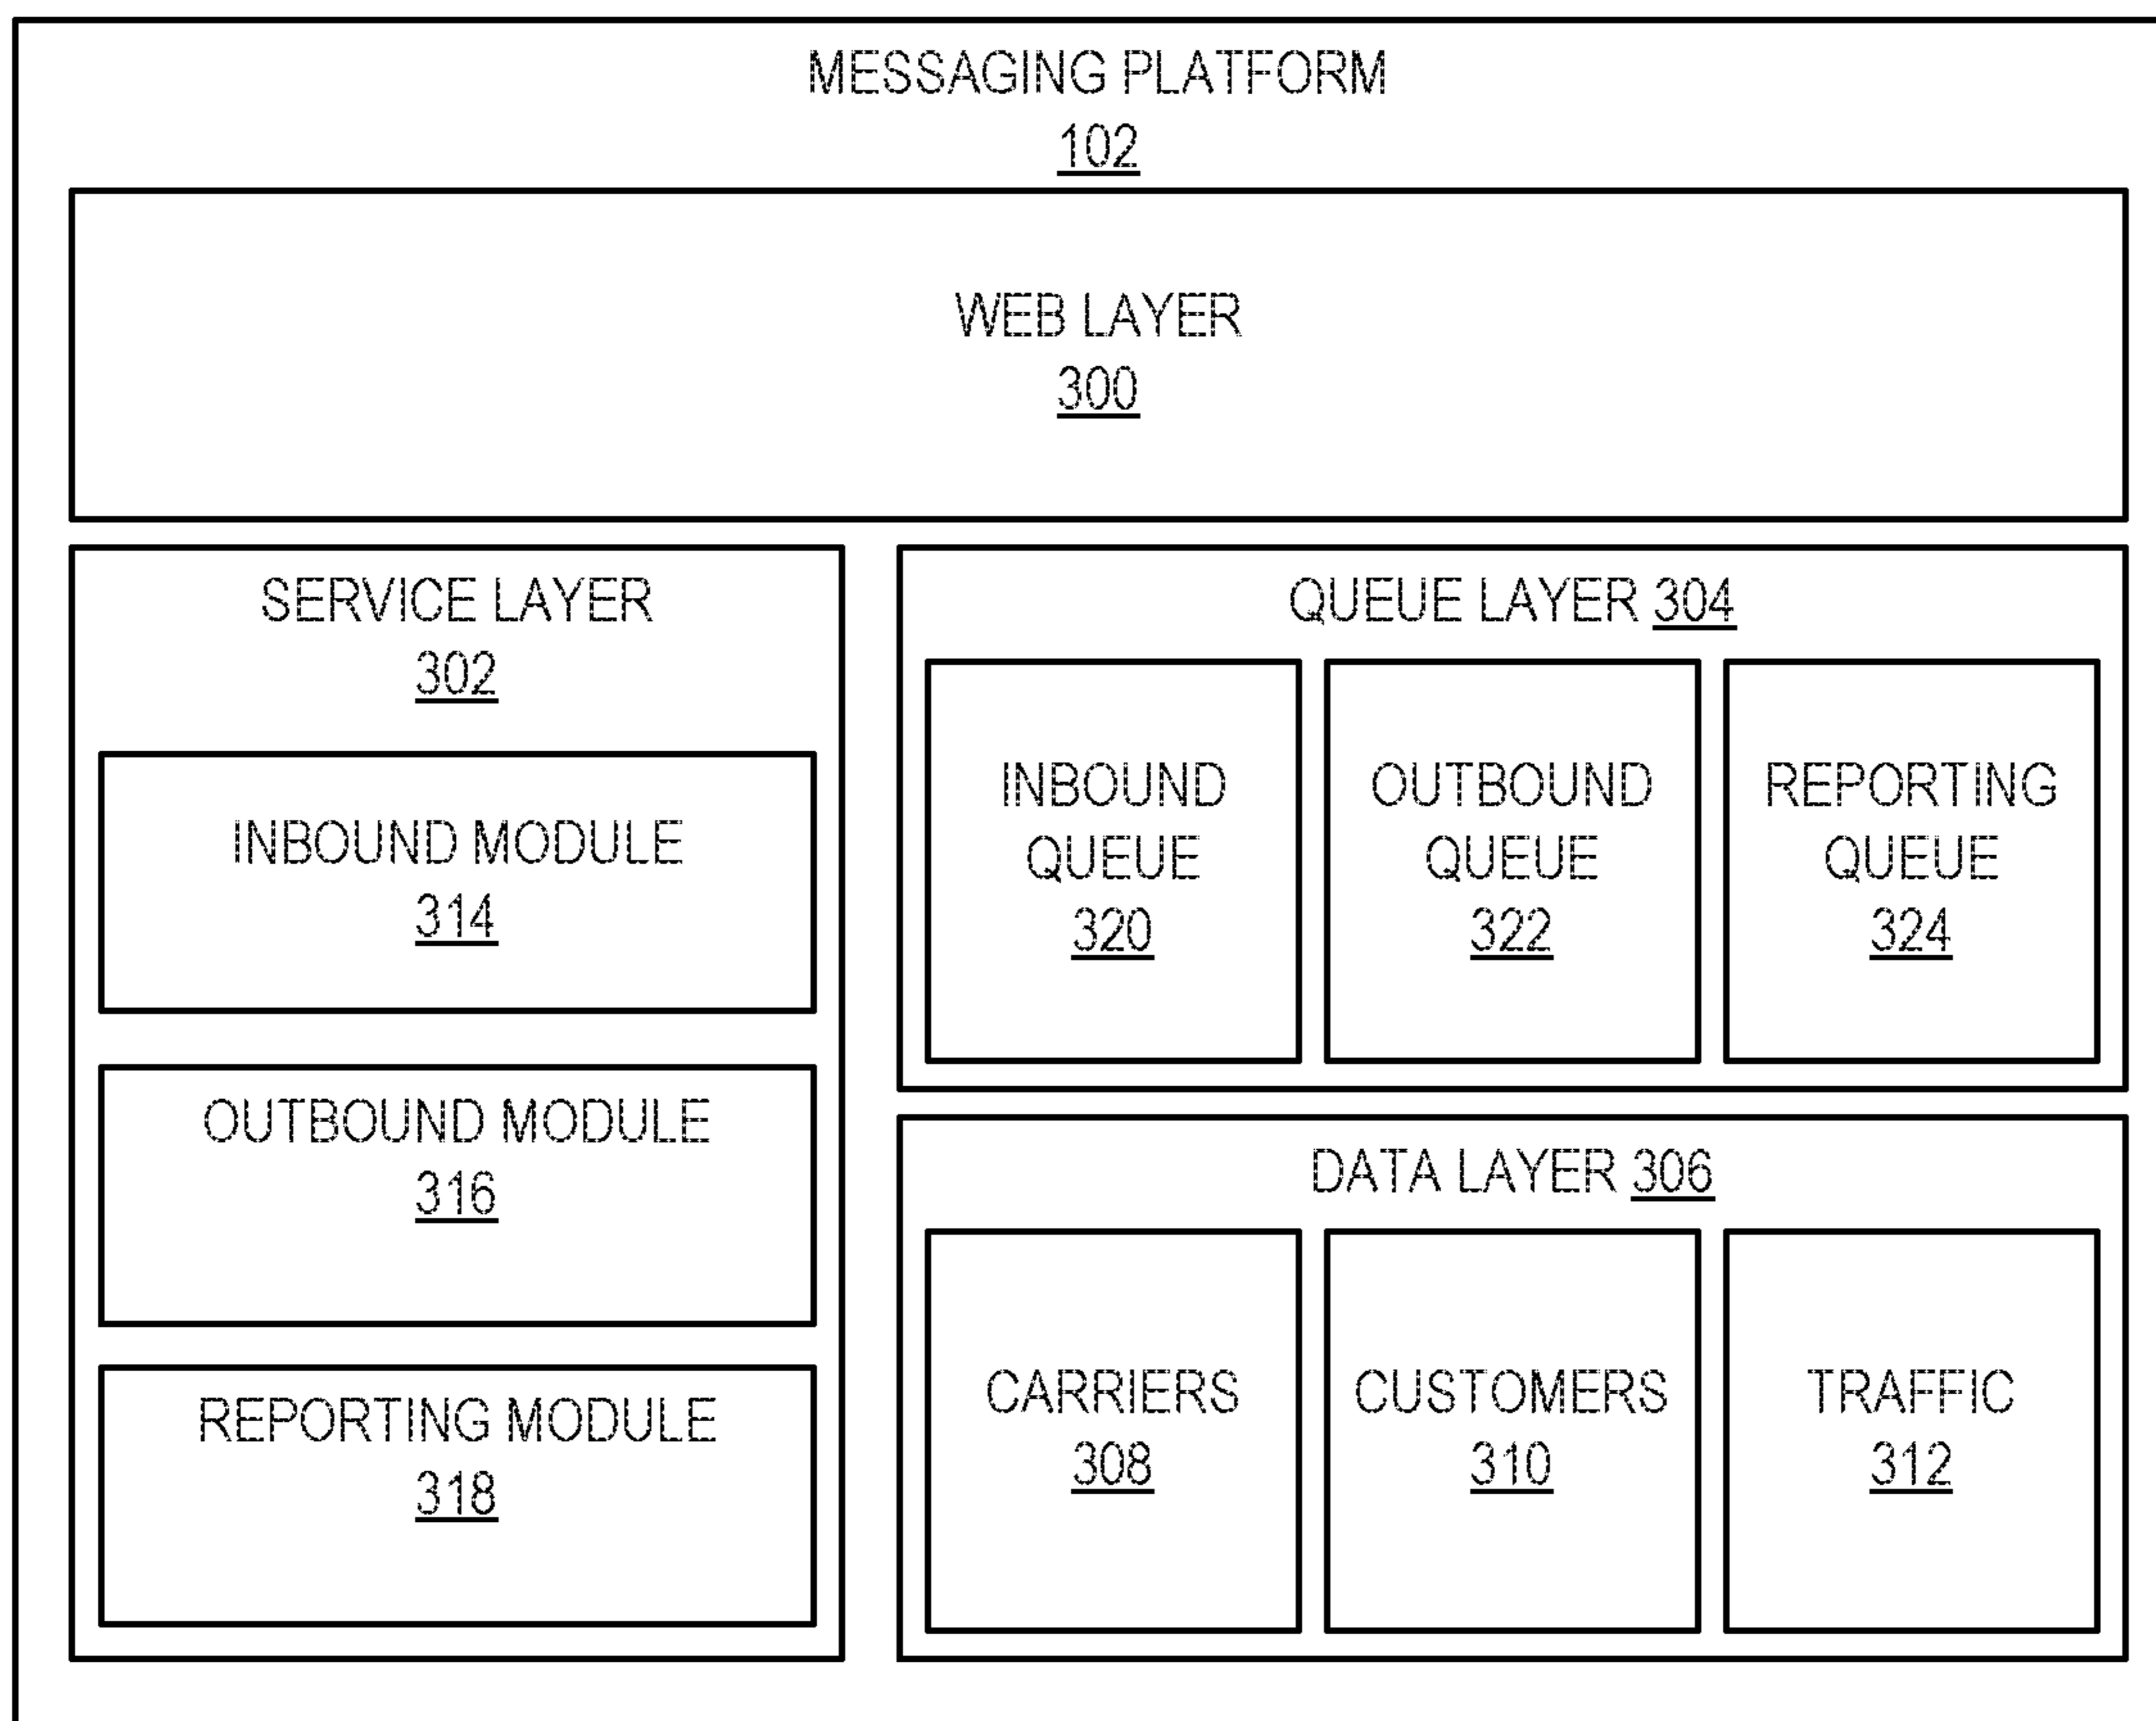 MESSAGING PLATFORM
102
WEB LAYER
300
SERVICE LAYER
302
INBOUND MODULE
314
OUTBOUND MODULE
316
REPORTING MODULE
318
QUEUE LAYER 304
INBOUND
QUEUE
320
OUTBOUND
QUEUE
322
REPORTING
QUEUE
324
DATA LAYER 306
CARRIERS
308
CUSTOMERS
310
TRAFFIC
312